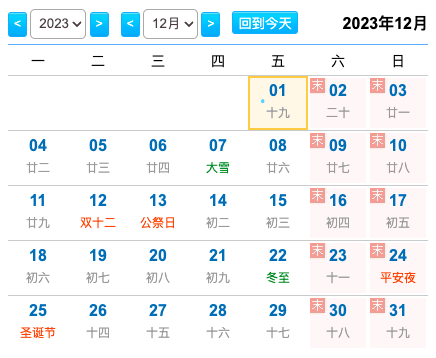 < 2023 > < 12月 > 回到今天 2023年12月
一 二 三 四 五 六 日
01 末 02 末 03
十九 二十 廿一
04 05 06 07 08 末 09 末 10
廿二 廿三 廿四 大雪 廿六 廿七 廿八
11 12 13 14 15 末 16 末 17
廿九 双十二 公祭日 初二 初三 初四 初五
18 19 20 21 22 末 23 末 24
初六 初七 初八 初九 冬至 十一 平安夜
25 26 27 28 29 末 30 末 31
圣诞节 十四 十五 十六 十七 十八 十九